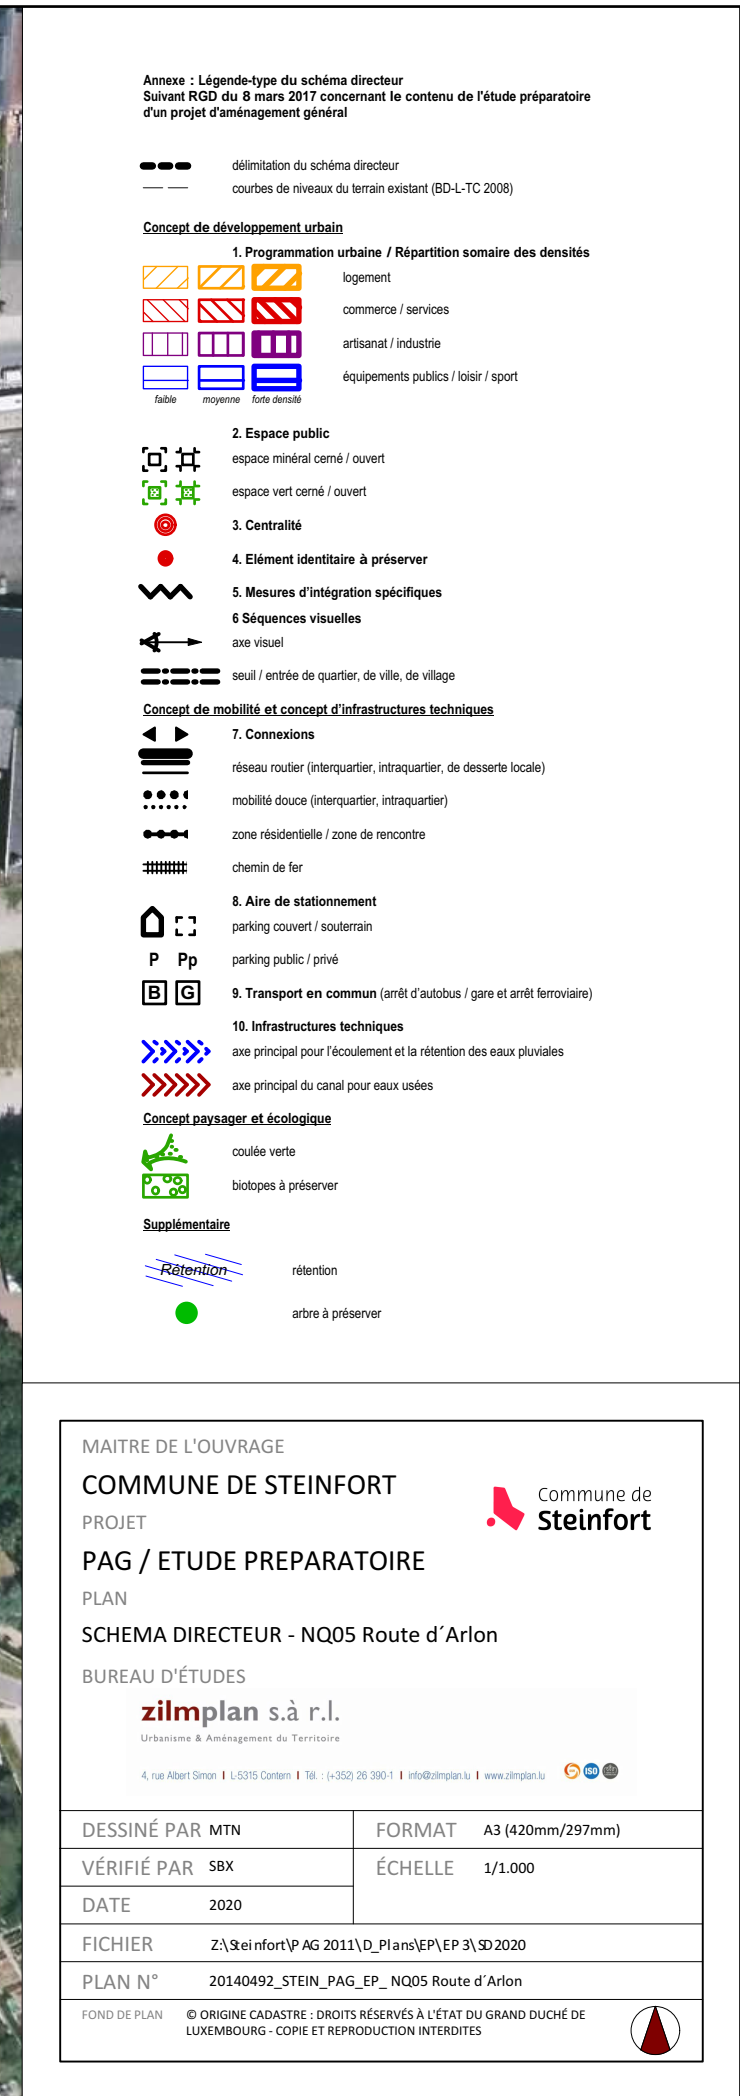 Annexe : Légende-type du schéma directeur
Suivant RGD du 8 mars 2017 concernant le contenu de l'étude préparatoire
d'un projet d'aménagement général
délimitation du schéma directeur
courbes de niveaux du terrain existant (BD-L-TC 2008)
Concept de développement urbain
1. Programmation urbaine / Répartition somaire des densités
logement
commerce / services
artisanat / industrie
équipements publics / loisir / sport
faible moyenne forte densité
2. Espace public
espace minéral cerné / ouvert
espace vert cerné / ouvert
3. Centralité
4. Elément identitaire à préserver
5. Mesures d'intégration spécifiques
6 Séquences visuelles
axe visuel
seuil / entrée de quartier, de ville, de village
Concept de mobilité et concept d'infrastructures techniques
7. Connexions
réseau routier (interquartier, intraquartier, de desserte locale)
mobilité douce (interquartier, intraquartier)
zone résidentielle / zone de rencontre
chemin de fer
8. Aire de stationnement
parking couvert / souterrain
P Pp parking public / privé
B G 9. Transport en commun (arrêt d'autobus / gare et arrêt ferroviaire)
10. Infrastructures techniques
axe principal pour l'écoulement et la rétention des eaux pluviales
axe principal du canal pour eaux usées
Concept paysager et écologique
coulée verte
biotopes à préserver
Supplémentaire
Rétention rétention
arbre à préserver
MAITRE DE L'OUVRAGE
COMMUNE DE STEINFORT
Commune de
Steinfort
PROJET
PAG / ETUDE PREPARATOIRE
PLAN
SCHEMA DIRECTEUR - NQ05 Route d´Arlon
BUREAU D'ÉTUDES
zilmplan s.à r.l.
Urbanisme & Aménagement du Territoire
4, rue Albert Simon I L-5315 Contern I Tél. : (+352) 26 390-1 I info@zilmplan.lu I www.zilmplan.lu ISO
DESSINÉ PAR MTN FORMAT A3 (420mm/297mm)
VÉRIFIÉ PAR SBX ÉCHELLE 1/1.000
DATE 2020
FICHIER Z:\Steinfort\PAG 2011\D_Plans\EP\EP 3\SD2020
PLAN N° 20140492_STEIN_PAG_EP_ NQ05 Route d´Arlon
FOND DE PLAN © ORIGINE CADASTRE : DROITS RÉSERVÉS À L'ÉTAT DU GRAND DUCHÉ DE
LUXEMBOURG - COPIE ET REPRODUCTION INTERDITES